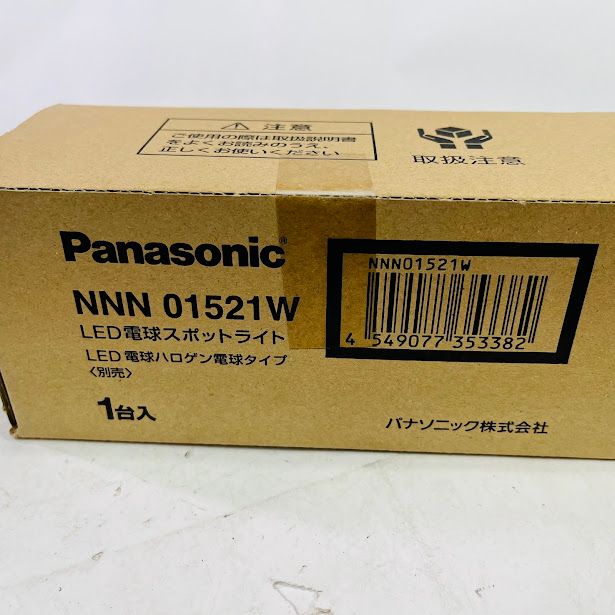 ⚠ 注意
ご使用の際は取扱説明書
をよくお読みのうえ、
正しくお使いください
取扱注意
Panasonic®
NNN 01521W
LED電球スポットライト
LED電球ハロゲン電球タイプ
〈別売〉
1台入
NNN01521W
4 549077 353382
パナソニック株式会社